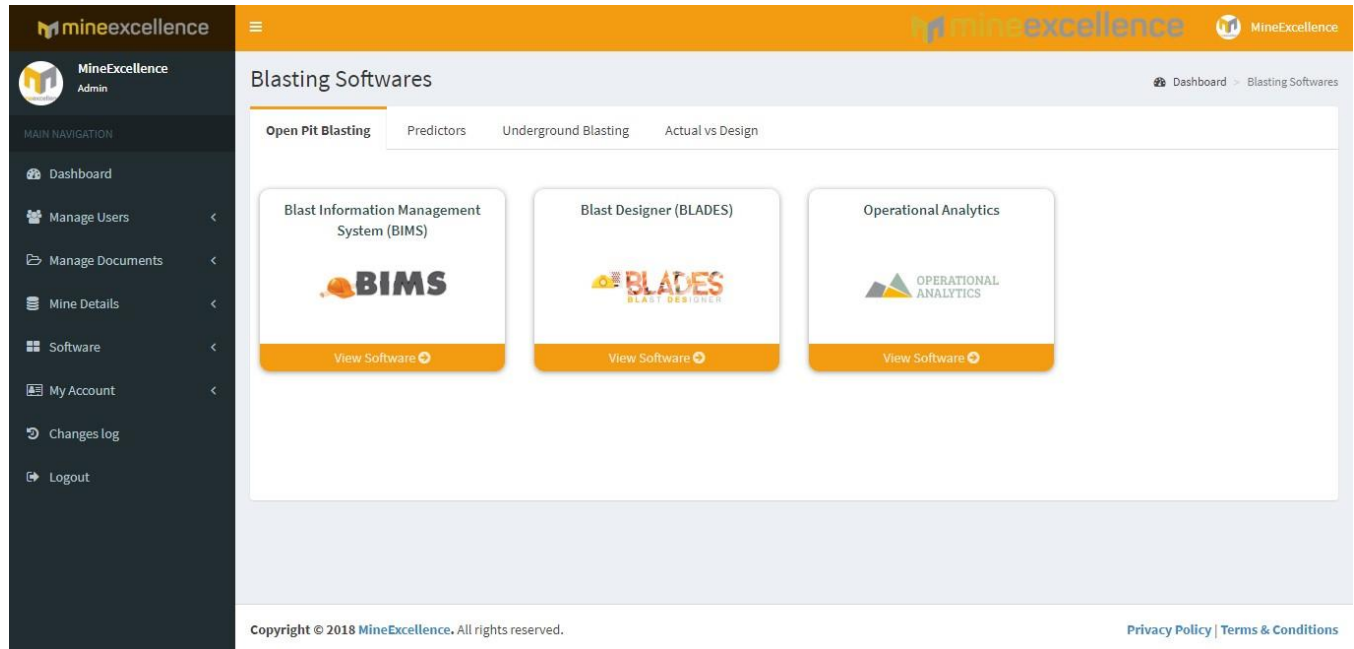 mineexcellence
mineexcellence
MineExcellence
MineExcellence
Admin
MAIN NAVIGATION
Dashboard
Manage Users
Manage Documents
Mine Details
Software
My Account
Changes log
Logout
Blasting Softwares
Dashboard > Blasting Softwares
Open Pit Blasting Predictors Underground Blasting Actual vs Design
Blast Information Management
System (BIMS)
BIMS
View Software
Blast Designer (BLADES)
BLADES
BLAST DESIGNER
View Software
Operational Analytics
OPERATIONAL
ANALYTICS
View Software
Copyright © 2018 MineExcellence. All rights reserved.
Privacy Policy | Terms & Conditions